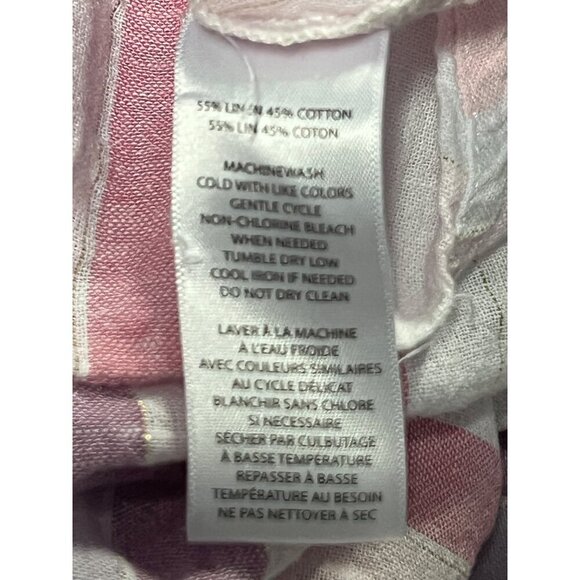 55% LINEN 45% COTTON
55% LIN 45% COTON
MACHINEWASH
COLD WITH LIKE COLORS
GENTLE CYCLE
NON-CHLORINE BLEACH
WHEN NEEDED
TUMBLE DRY LOW
COOL IRON IF NEEDED
DO NOT DRY CLEAN
LAVER À LA MACHINE
À L'EAU FROIDE
AVEC COULEURS SIMILAIRES
AU CYCLE DÉLICAT
BLANCHIR SANS CHLORE
SI NECESSAIRE
SÉCHER PAR CULBUTAGE
À BASSE TEMPÉRATURE
REPASSER À BASSE
TEMPÉRATURE AU BESOIN
NE PAS NETTOYER À SEC